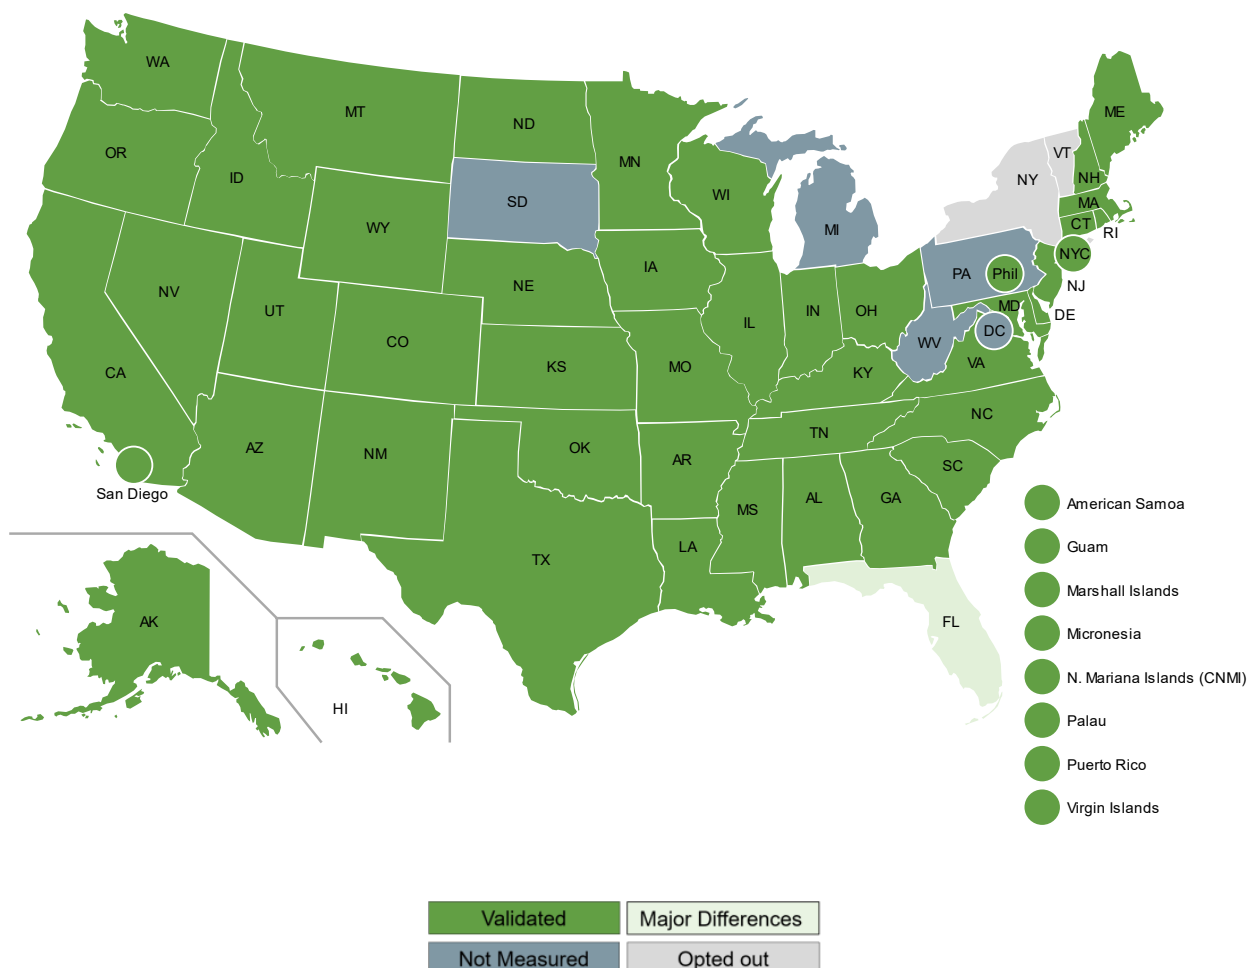 WA
MT
ND
MN
ME
OR
ID
SD
WI
VT
NY
NH
MA
CT
RI
WY
MI
NYC
IA
PA
Phil
NJ
NE
NV
UT
IL
IN
OH
MD
DE
DC
CO
WV
CA
KS
MO
KY
VA
NC
TN
AZ
NM
OK
AR
SC
San Diego
MS
AL
GA
American Samoa
LA
Guam
TX
Marshall Islands
AK
FL
Micronesia
N. Mariana Islands (CNMI)
HI
Palau
Puerto Rico
Virgin Islands
Validated
Major Differences
Not Measured
Opted out